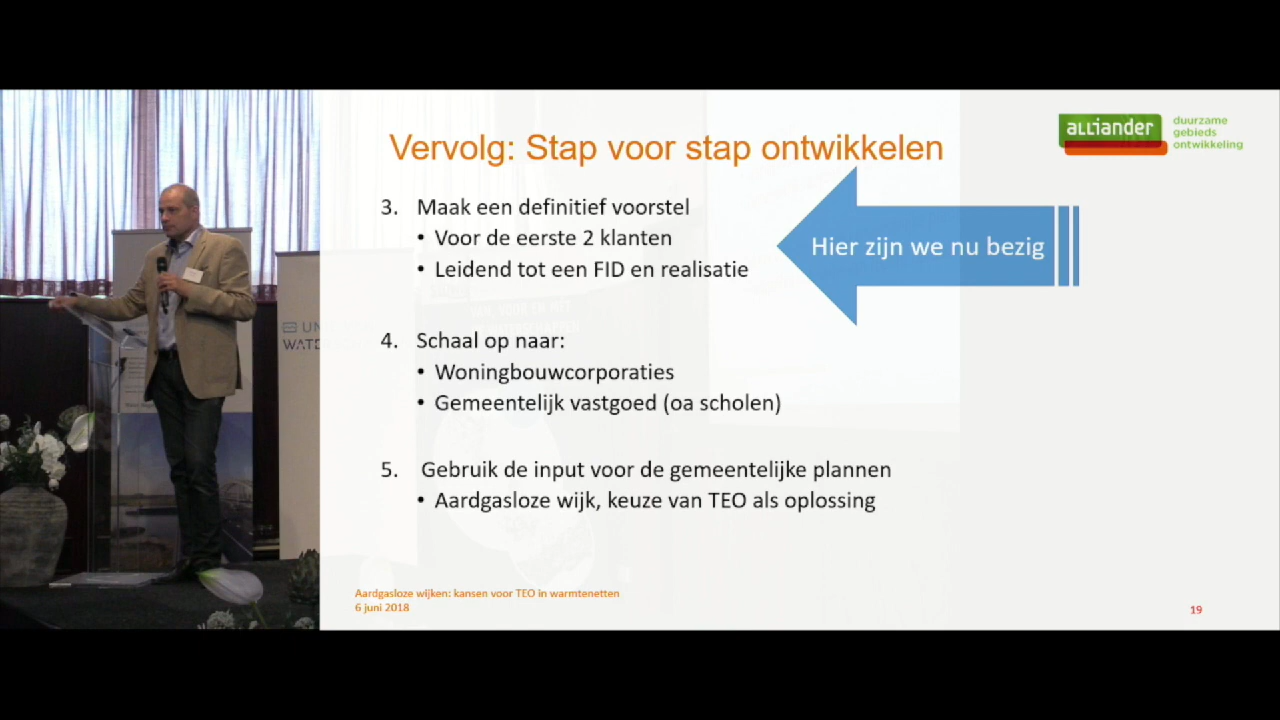 Vervolg: Stap voor stap ontwikkelen
alliander
duurzame
gebieds
ontwikkeling
3. Maak een definitief voorstel
• Voor de eerste 2 klanten
• Leidend tot een FID en realisatie
Hier zijn we nu bezig
4. Schaal op naar:
• Woningbouwcorporaties
• Gemeentelijk vastgoed (oa scholen)
5. Gebruik de input voor de gemeentelijke plannen
• Aardgasloze wijk, keuze van TEO als oplossing
Aardgasloze wijken: kansen voor TEO in warmtenetten
6 juni 2018
19